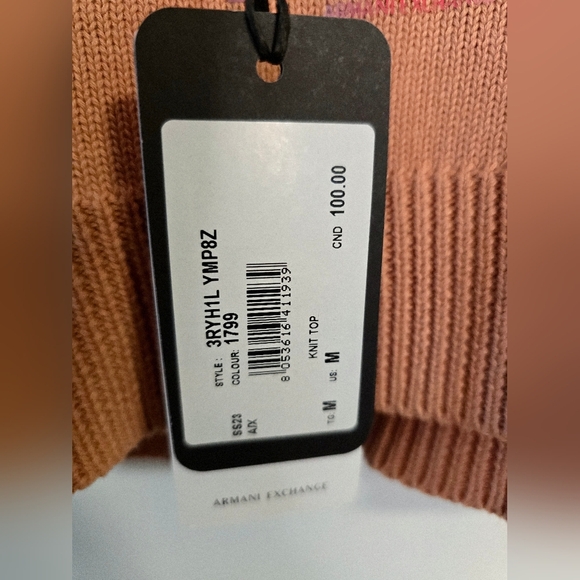 STYLE: 3RYH1L YMP8Z
COLOUR: 1799
SS23
A|X
8 053616 411939
KNIT TOP
TG. M US: M
CND 100.00
ARMANI EXCHANGE